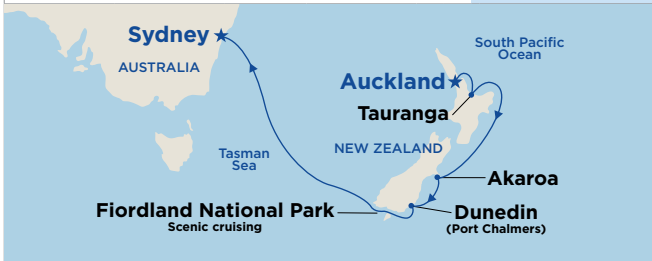 Sydney
AUSTRALIA
South Pacific
Ocean
Auckland
Tauranga
NEW ZEALAND
Tasman
Sea
Akaroa
Fiordland National Park
Scenic cruising
Dunedin
(Port Chalmers)